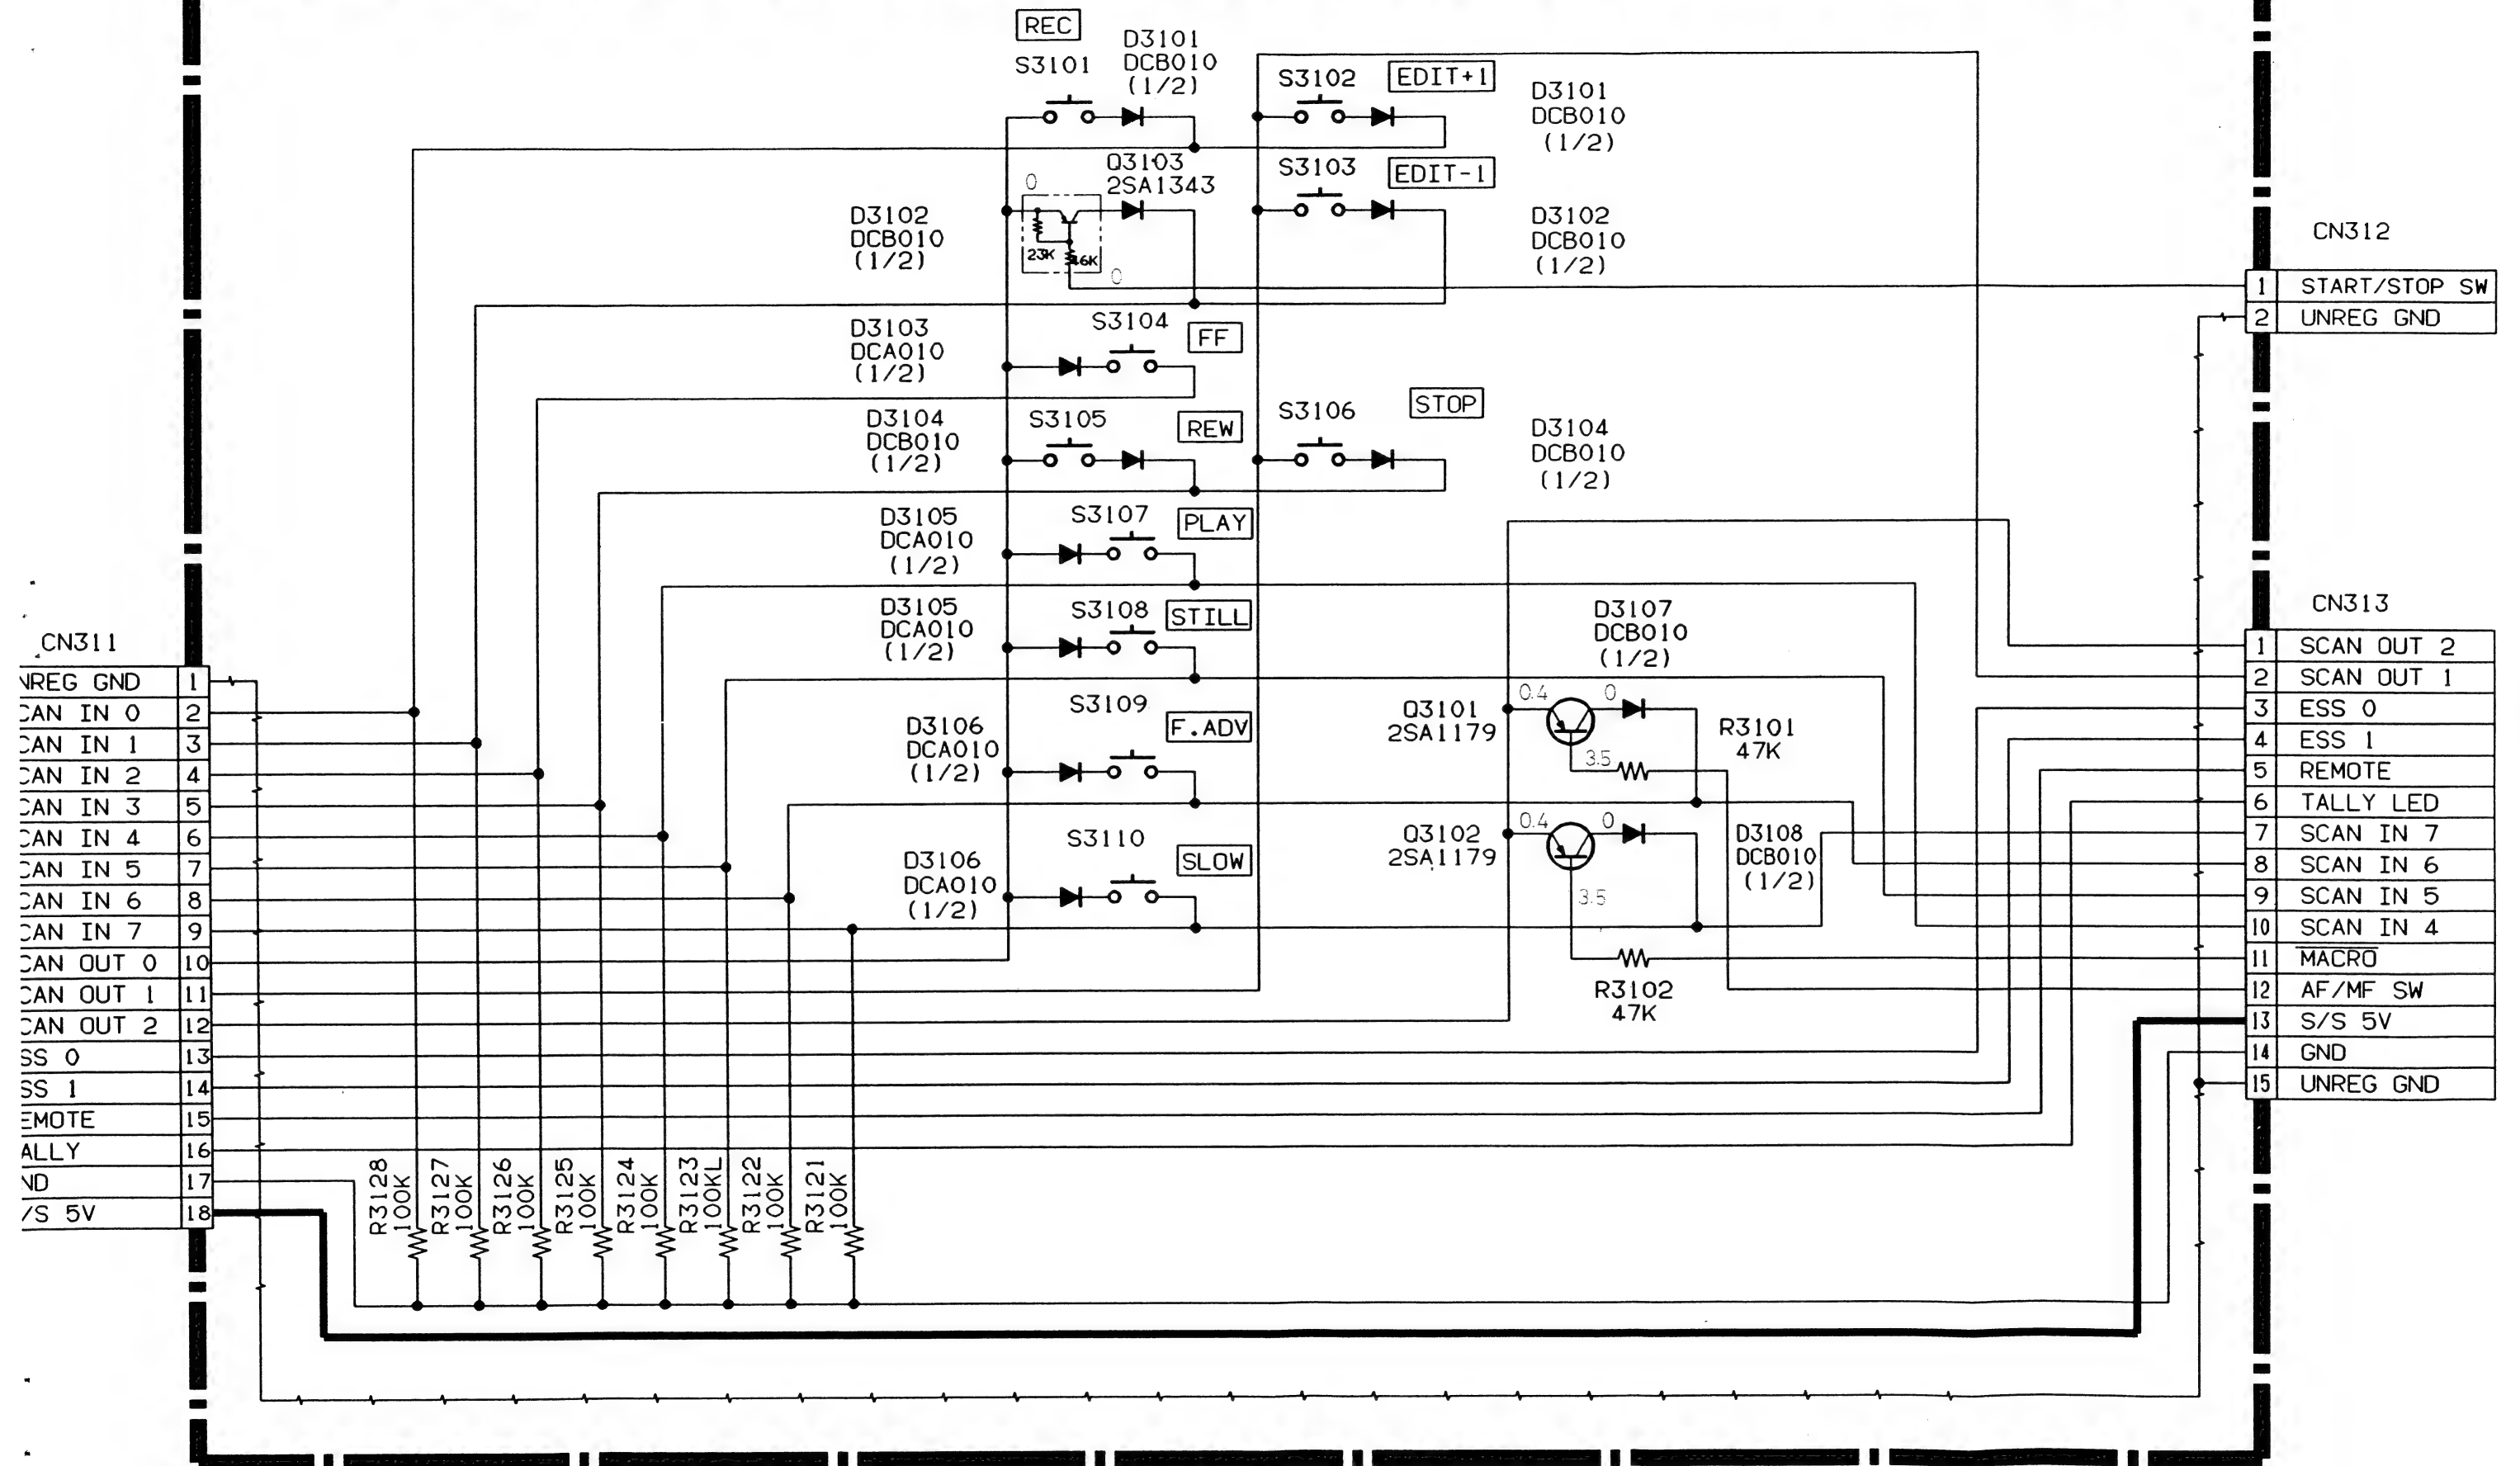 REC
S3101
D3101
DCB010
(1/2)
S3102
EDIT+1
D3101
DCB010
(1/2)
Q3103
2SA1343
0
23K
46K
0
D3102
DCB010
(1/2)
S3103
EDIT-1
D3102
DCB010
(1/2)
CN312
1 START/STOP SW
2 UNREG GND
D3103
DCA010
(1/2)
S3104
FF
D3104
DCB010
(1/2)
S3105
REW
S3106
STOP
D3104
DCB010
(1/2)
D3105
DCA010
(1/2)
S3107
PLAY
D3105
DCA010
(1/2)
S3108
STILL
D3106
DCA010
(1/2)
S3109
F.ADV
D3106
DCA010
(1/2)
S3110
SLOW
D3107
DCB010
(1/2)
Q3101
2SA1179
0.4
0
3.5
R3101
47K
Q3102
2SA1179
0.4
0
3.5
D3108
DCB010
(1/2)
R3102
47K
CN311
NREG GND 1
CAN IN 0 2
CAN IN 1 3
CAN IN 2 4
CAN IN 3 5
CAN IN 4 6
CAN IN 5 7
CAN IN 6 8
CAN IN 7 9
CAN OUT 0 10
CAN OUT 1 11
CAN OUT 2 12
SS 0 13
SS 1 14
EMOTE 15
ALLY 16
ND 17
/S 5V 18
R3128
100K
R3127
100K
R3126
100K
R3125
100K
R3124
100K
R3123
100KL
R3122
100K
R3121
100K
CN313
1 SCAN OUT 2
2 SCAN OUT 1
3 ESS 0
4 ESS 1
5 REMOTE
6 TALLY LED
7 SCAN IN 7
8 SCAN IN 6
9 SCAN IN 5
10 SCAN IN 4
11 MACRO
12 AF/MF SW
13 S/S 5V
14 GND
15 UNREG GND